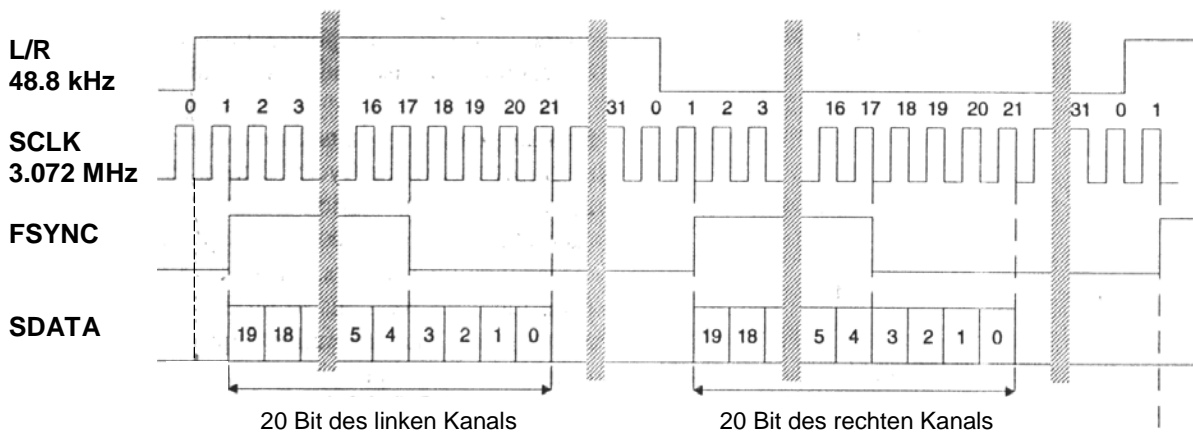 L/R
48.8 kHz
0 1 2 3 16 17 18 19 20 21 31 0 1 2 3 16 17 18 19 20 21 31 0 1
SCLK
3.072 MHz
FSYNC
SDATA
19 18 5 4 3 2 1 0 19 18 5 4 3 2 1 0
20 Bit des linken Kanals 20 Bit des rechten Kanals